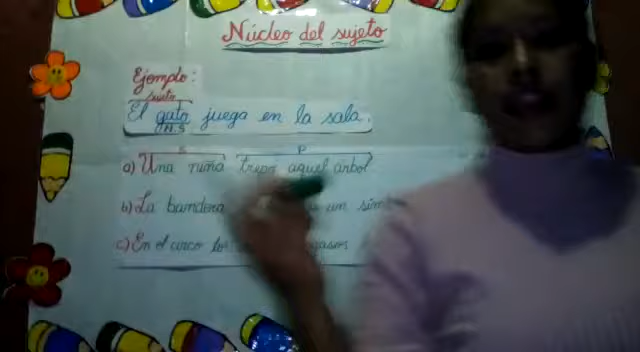 Núcleo del sujeto
Ejemplo:
sujeto
El gato juega en la sala.
N.S
S P
a) Una niña trepó aquel árbol
b) La bandera un
c) En el circo